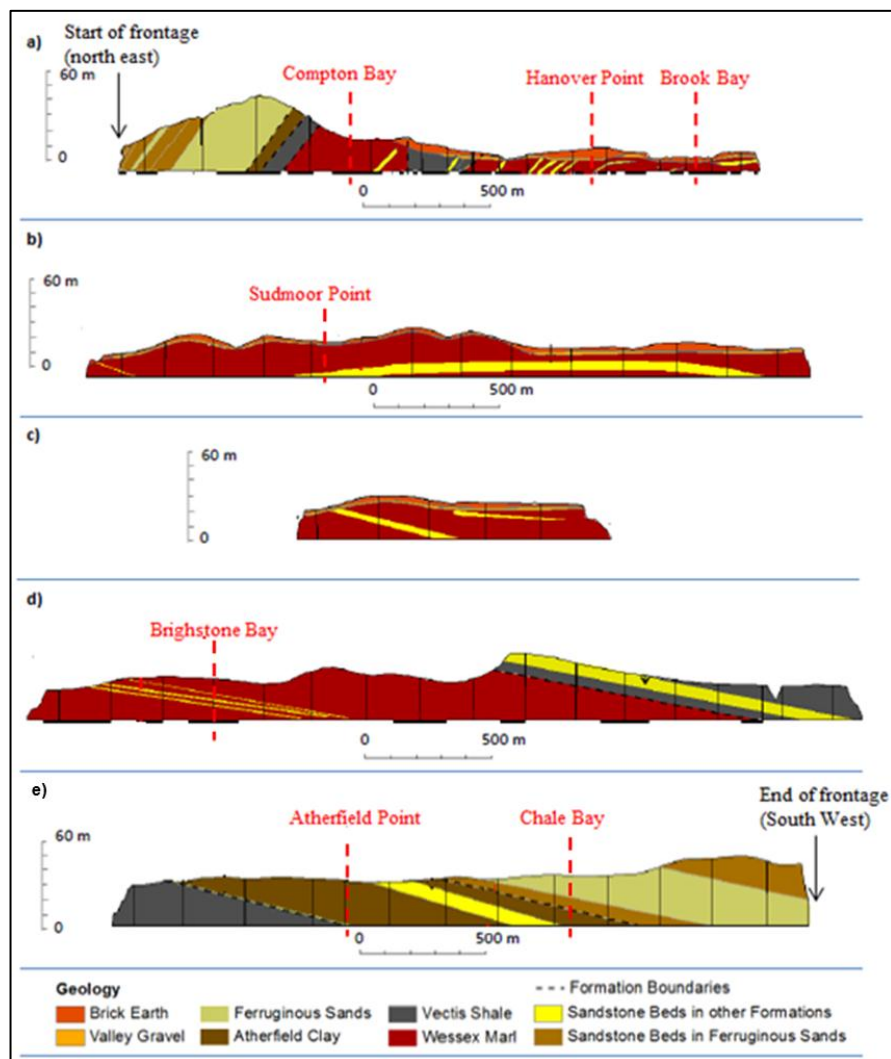 a)
Start of frontage
(north east)
60 m
0
Compton Bay
Hanover Point
Brook Bay
0 500 m
b)
60 m
0
Sudmoor Point
0 500 m
c)
60 m
0
d)
Brighstone Bay
0 500 m
e)
60 m
0
Atherfield Point
Chale Bay
End of frontage
(South West)
0 500 m
Geology
Brick Earth
Valley Gravel
Ferruginous Sands
Atherfield Clay
Vectis Shale
Wessex Marl
Formation Boundaries
Sandstone Beds in other Formations
Sandstone Beds in Ferruginous Sands